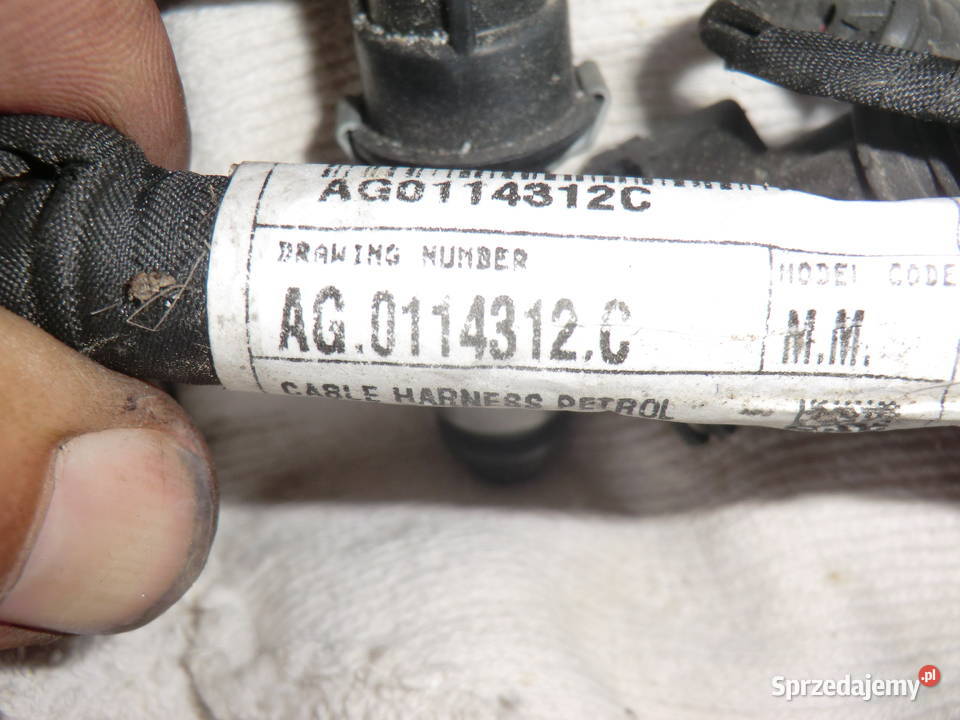 AG0114312C
DRAWING NUMBER
MODEL CODE
AG.0114312.C
M.M.
CABLE HARNESS PETROL
Sprzedajemy.pl